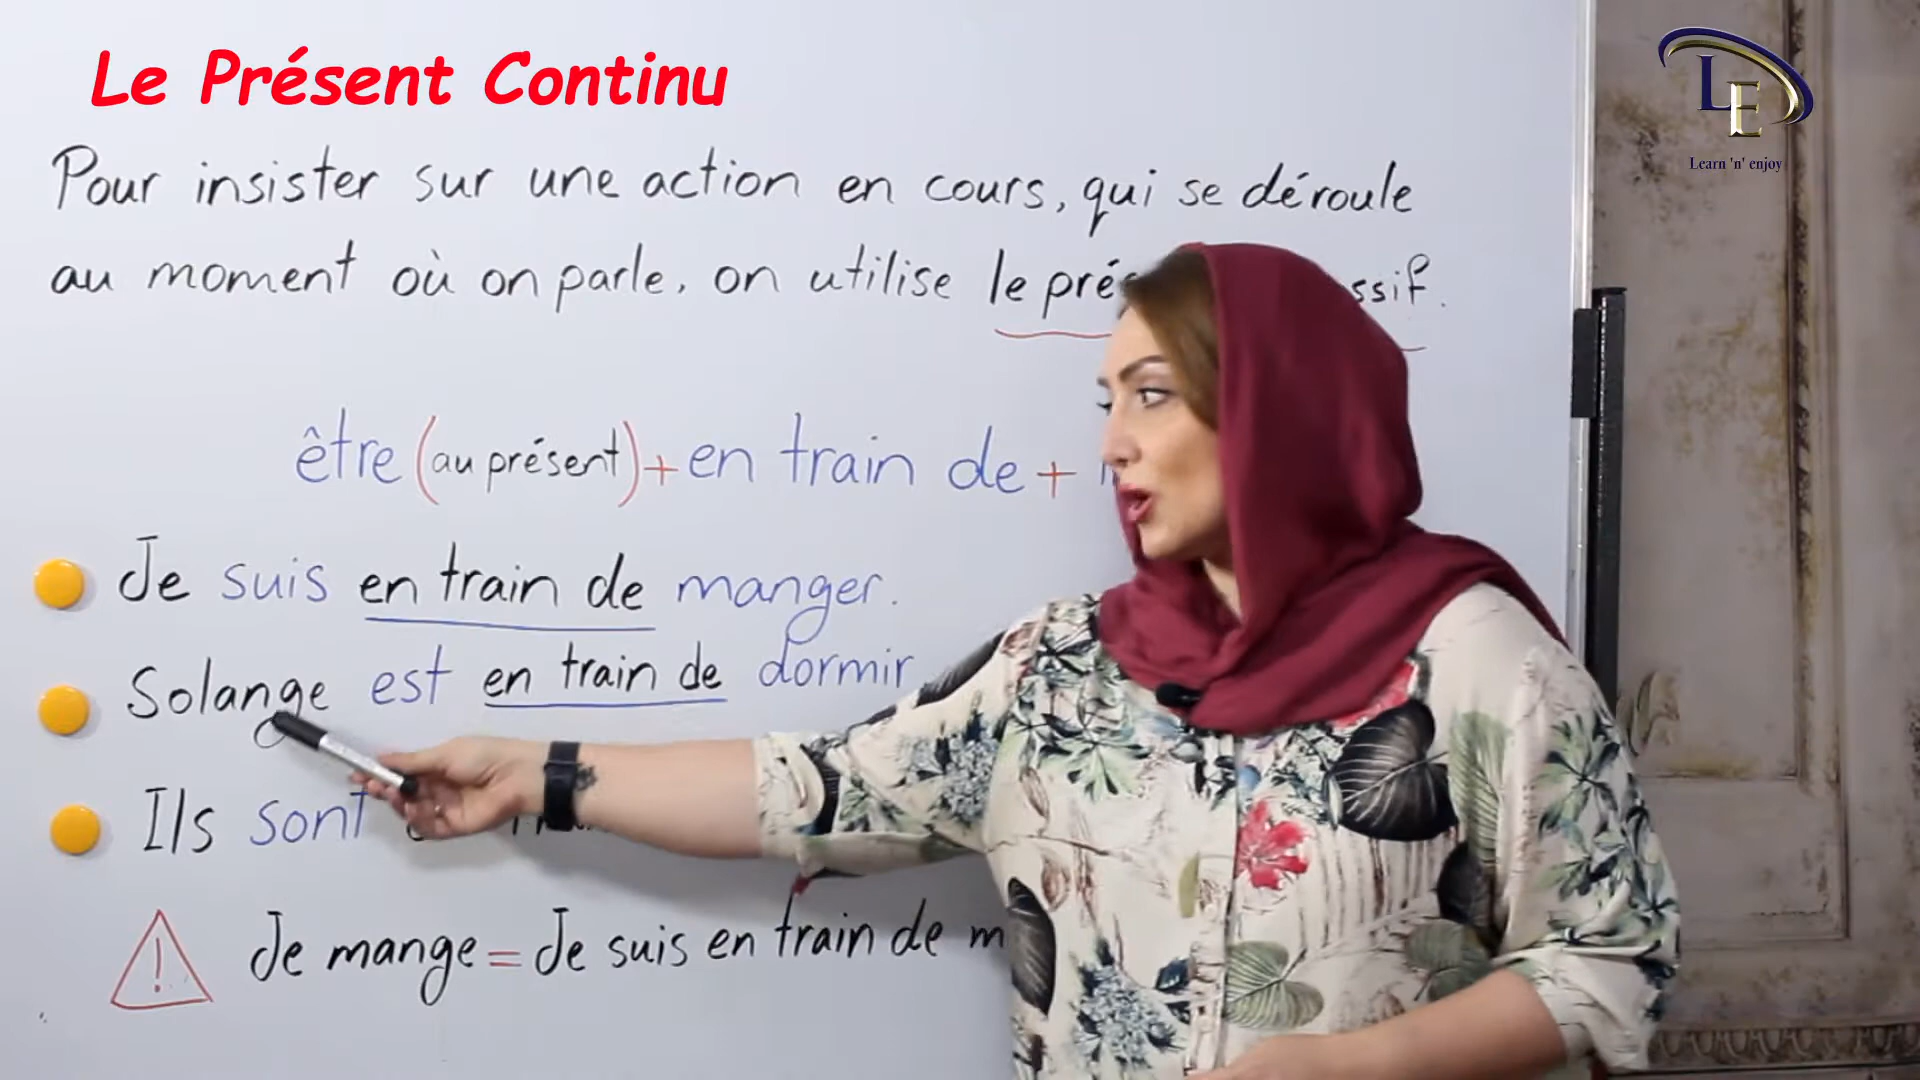 Le Présent Continu
LE
Learn 'n' enjoy
Pour insister sur une action en cours, qui se déroule
au moment où on parle, on utilise le
être (au présent) + en train de +
Je suis en train de manger.
Solange est en train de dormir
Ils sont
Je mange = Je suis en train de